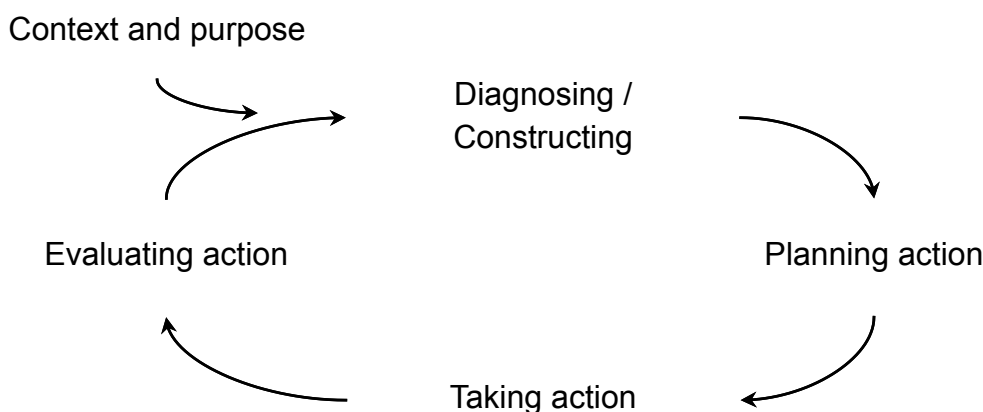 Context and purpose
Diagnosing /
Constructing
Evaluating action
Planning action
Taking action